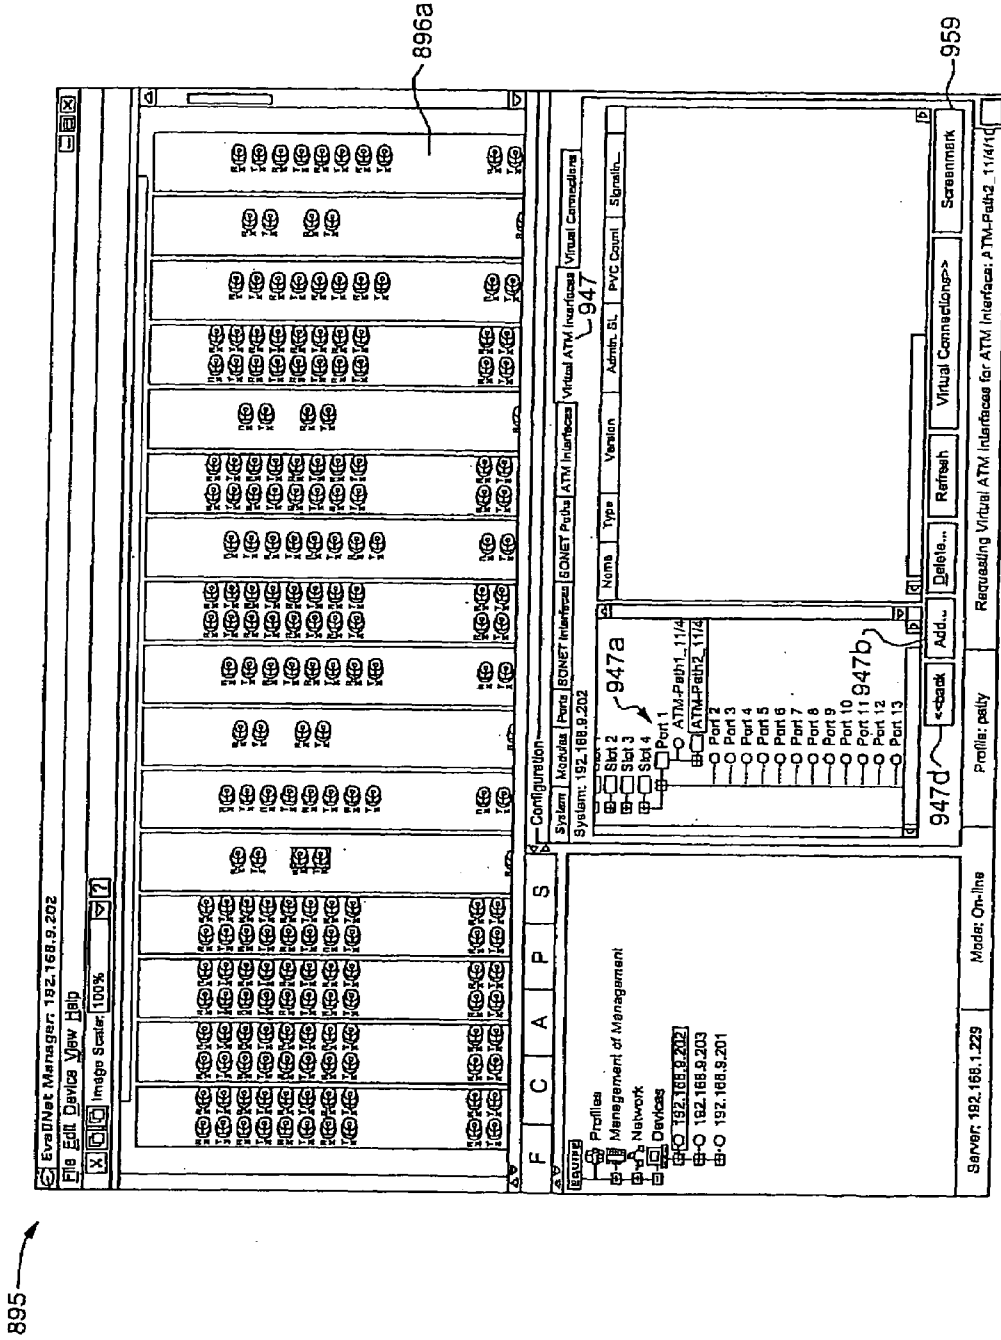 895
Manager: 192.168.9.202
File Edit Device View Help
Image Scale: 100% ?
896a
F C A P S
Configuration
System Modules Ports SONET Interfaces SONET Paths ATM Interfaces Virtual ATM Interfaces Virtual Connections
947
System: 192.168.9.202
Profiles
Management of Management
Network
Devices
192.168.9.202
192.168.9.203
192.168.9.201
Slot 2
Slot 3
Slot 4
Port 1
947a
ATM-Path1_11/4
ATM-Path2_11/4
Port 2
Port 3
Port 4
Port 5
Port 6
Port 7
Port 8
Port 9
Port 10
Port 11
Port 12
Port 13
Name Type Version Admin. St. PVC Count Signalin...
947d
947b
<<back Add... Delete... Refresh Virtual Connections>> Screenmark
959
Server: 192.168.1.229 Mode: On-line Profile: patty Requesting Virtual ATM Interfaces for ATM Interface: ATM-Path2_11/4/1